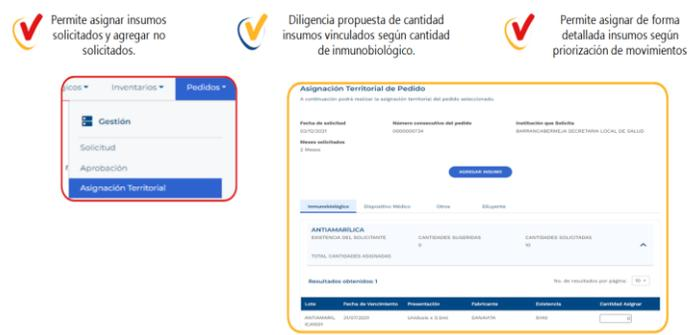 Permite asignar insumos
solicitados y agregar no
solicitados.
Diligencia propuesta de cantidad
insumos vinculados según cantidad
de inmunobiológico.
Permite asignar de forma
detallada insumos según
priorización de movimientos
Inventarios
Pedidos
Gestión
Solicitud
Aprobación
Asignación Territorial
Asignación Territorial de Pedido
A continuación podrá realizar la asignación territorial del pedido seleccionado.
Fecha de solicitud Número consecutivo del pedido Institución que Solicita
03/12/2021 0000000734 BARRANCABERMEJA SECRETARIA LOCAL DE SALUD
Meses solicitados
2 Meses
AGREGAR INSUMO
Inmunobiológico Dispositivo Médico Otros Diluyente
ANTIAMARÍLICA
EXISTENCIA DEL SOLICITANTE CANTIDADES SUGERIDAS CANTIDADES SOLICITADAS
0 10
TOTAL CANTIDADES ASIGNADAS
Resultados obtenidos: 1 No. de resultados por página: 10
Lote Fecha de Vencimiento Presentación Fabricante Existencia Cantidad Asignar
ANTIAMARIL 21/07/2021 Unidosis x 0.5ml 0